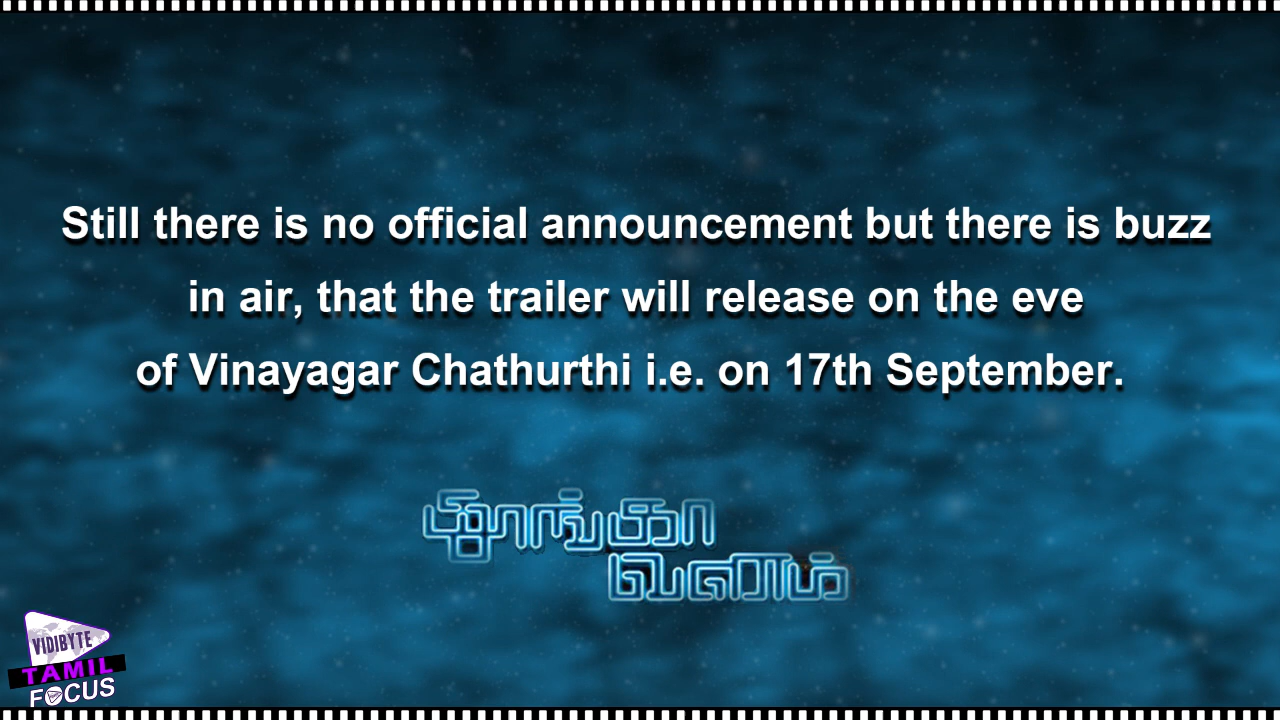 Still there is no official announcement but there is buzz
in air, that the trailer will release on the eve
of Vinayagar Chathurthi i.e. on 17th September.
தூங்கா
வனம்
VIDIBYTE
TAMIL
FOCUS